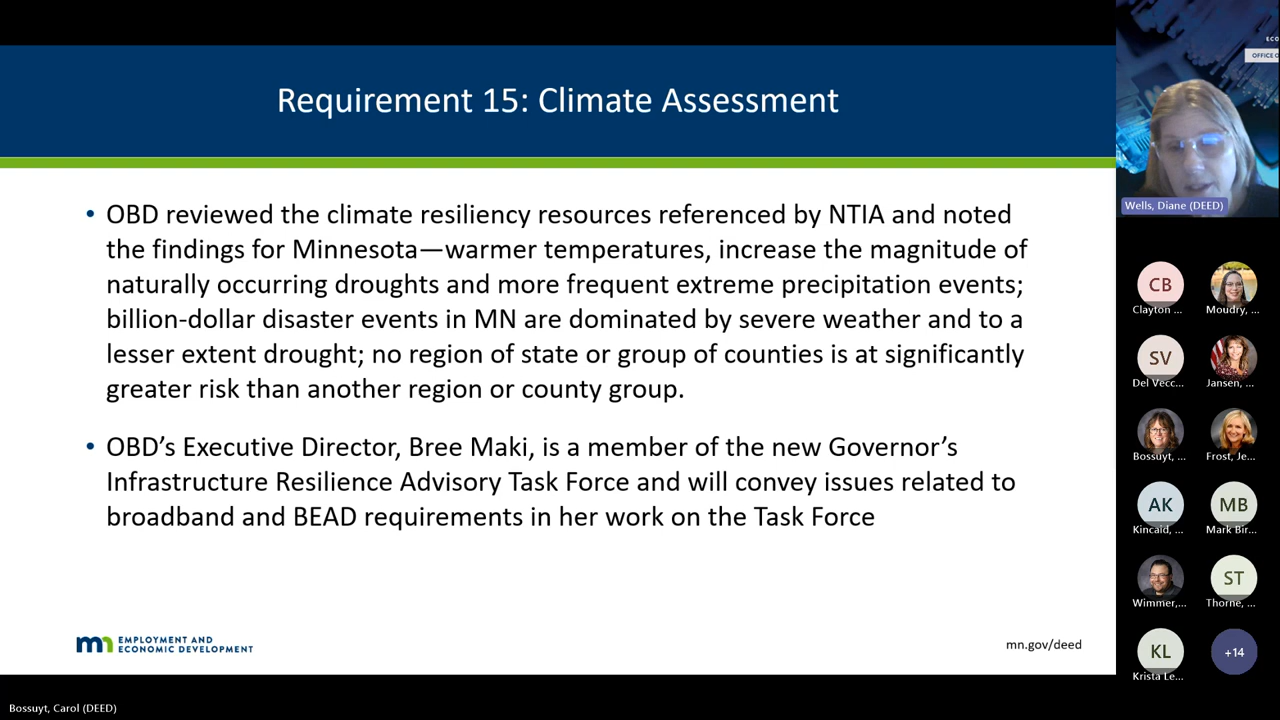 Requirement 15: Climate Assessment
• OBD reviewed the climate resiliency resources referenced by NTIA and noted
the findings for Minnesota—warmer temperatures, increase the magnitude of
naturally occurring droughts and more frequent extreme precipitation events;
billion-dollar disaster events in MN are dominated by severe weather and to a
lesser extent drought; no region of state or group of counties is at significantly
greater risk than another region or county group.
• OBD’s Executive Director, Bree Maki, is a member of the new Governor’s
Infrastructure Resilience Advisory Task Force and will convey issues related to
broadband and BEAD requirements in her work on the Task Force
mn EMPLOYMENT AND
ECONOMIC DEVELOPMENT
mn.gov/deed
Bossuyt, Carol (DEED)
ECO
OFFICE O
Wells, Diane (DEED)
CB
Clayton ...
Moudry, ...
SV
Del Vecc...
Jansen, ...
Bossuyt, ...
Frost, Je...
AK
Kincaid, ...
MB
Mark Bir...
Wimmer,...
ST
Thorne, ...
KL
Krista Le...
+14